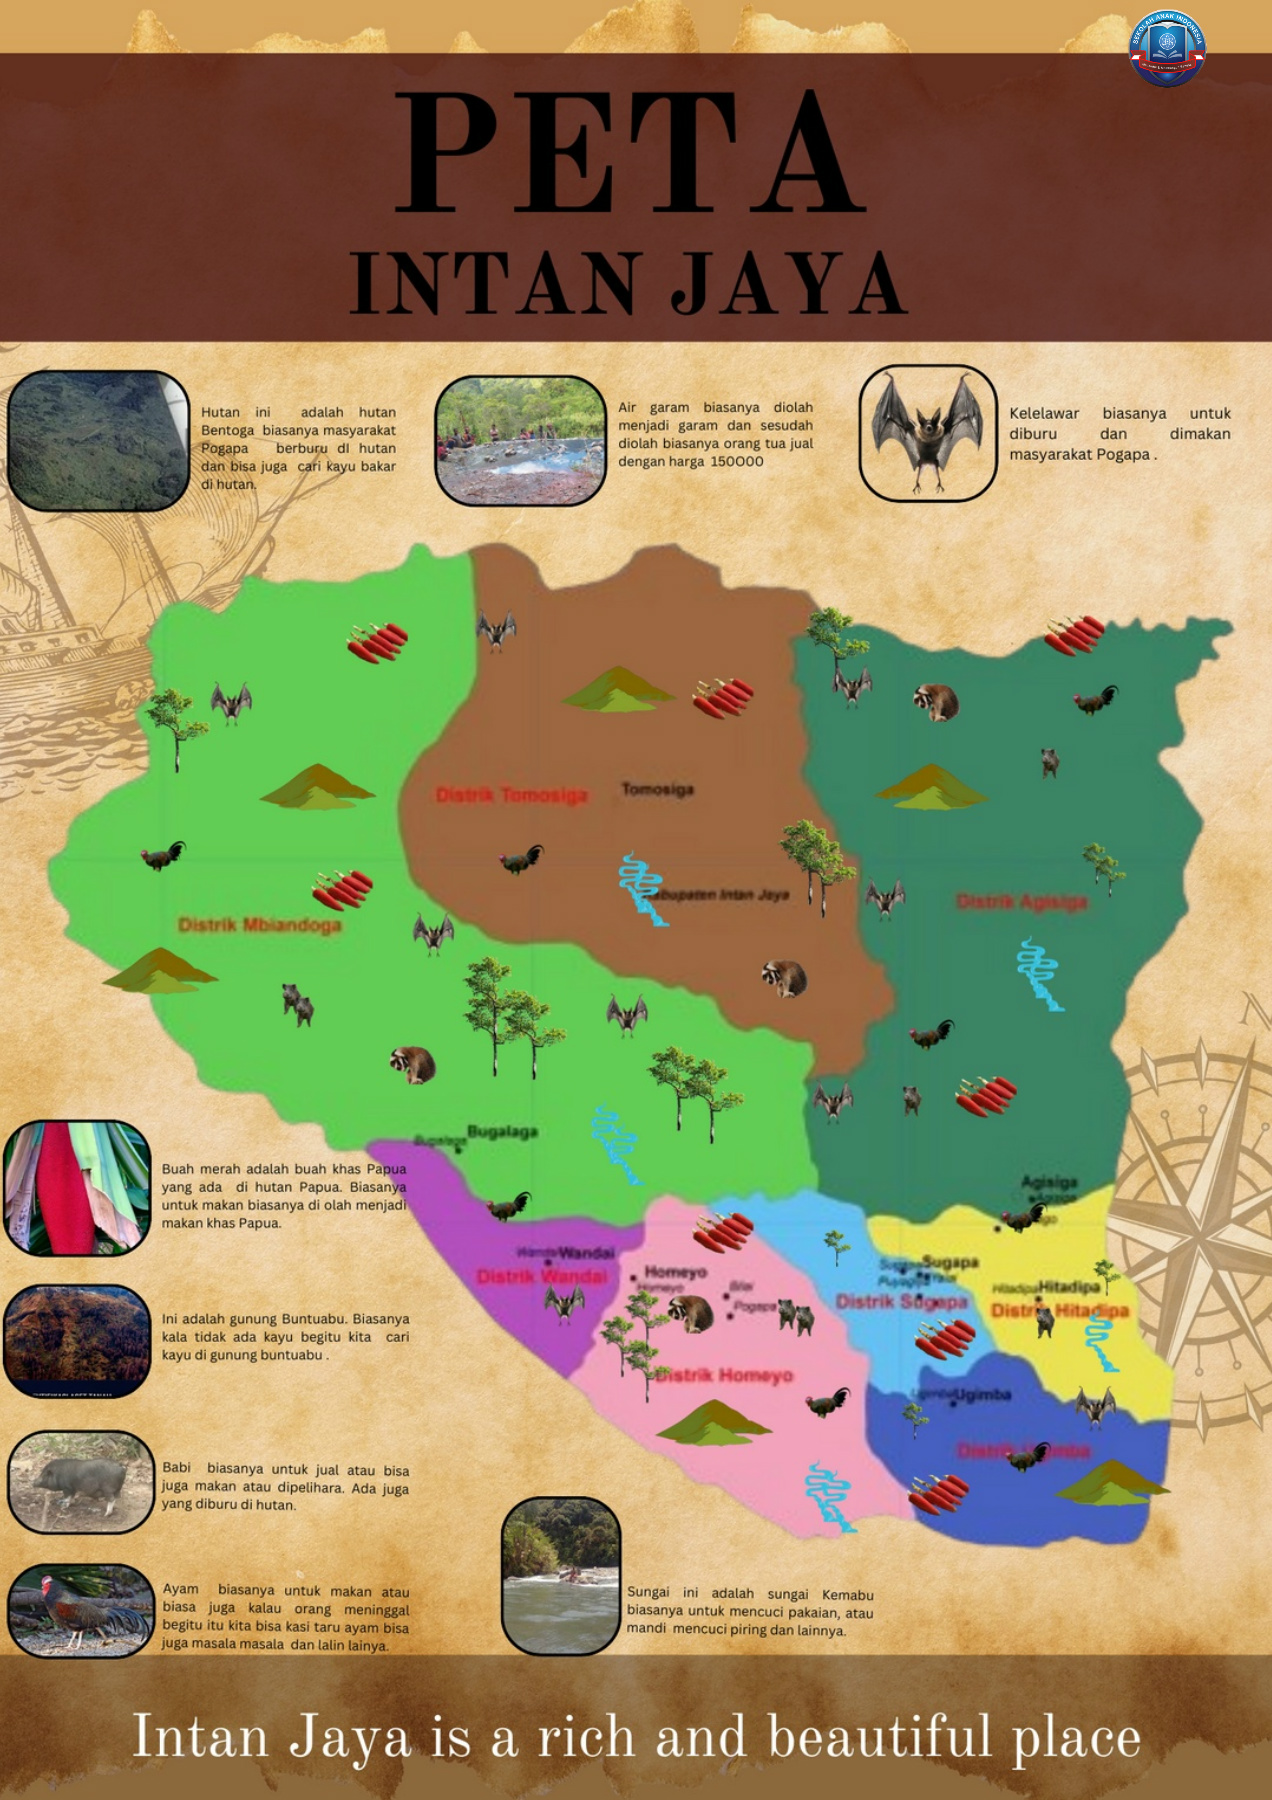 SEKOLAH ANAK INDONESIA
PETA
INTAN JAYA
Hutan ini adalah hutan
Bentoga biasanya masyarakat
Pogapa berburu dI hutan
dan bisa juga cari kayu bakar
di hutan.
Air garam biasanya diolah
menjadi garam dan sesudah
diolah biasanya orang tua jual
dengan harga 150000
Kelelawar biasanya untuk
diburu dan dimakan
masyarakat Pogapa .
Distrik Tomosiga
Tomosiga
Kabupaten Intan Jaya
Distrik Agisiga
Distrik Mbiandoga
Bugalaga
Bugalaga
Agisiga
Agisiga
Wandai
Distrik Wandai
Homeyo
Homeyo
Bilai
Pogapa
Distrik Homeyo
Sugapa
Distrik Sugapa
Hitadipa
Hitadipa
Distrik Hitadipa
Ugimba
Ugimba
Distrik
Buah merah adalah buah khas Papua
yang ada di hutan Papua. Biasanya
untuk makan biasanya di olah menjadi
makan khas Papua.
Ini adalah gunung Buntuabu. Biasanya
kala tidak ada kayu begitu kita cari
kayu di gunung buntuabu .
Babi biasanya untuk jual atau bisa
juga makan atau dipelihara. Ada juga
yang diburu di hutan.
Ayam biasanya untuk makan atau
biasa juga kalau orang meninggal
begitu itu kita bisa kasi taru ayam bisa
juga masala masala dan lalin lainya.
Sungai ini adalah sungai Kemabu
biasanya untuk mencuci pakaian, atau
mandi mencuci piring dan lainnya.
Intan Jaya is a rich and beautiful place